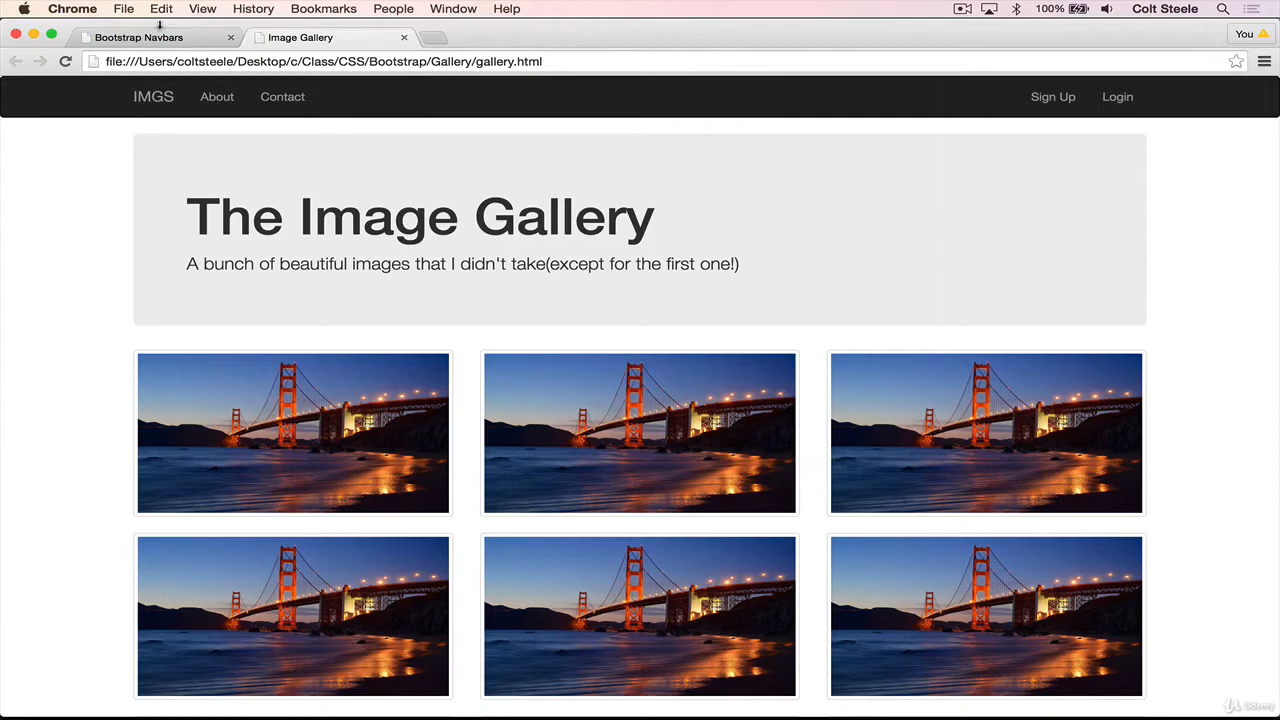 Chrome File Edit View History Bookmarks People Window Help 100% Colt Steele
Bootstrap Navbars Image Gallery You
file:///Users/coltsteele/Desktop/c/Class/CSS/Bootstrap/Gallery/gallery.html
IMGS About Contact Sign Up Login
The Image Gallery
A bunch of beautiful images that I didn't take(except for the first one!)
Udemy